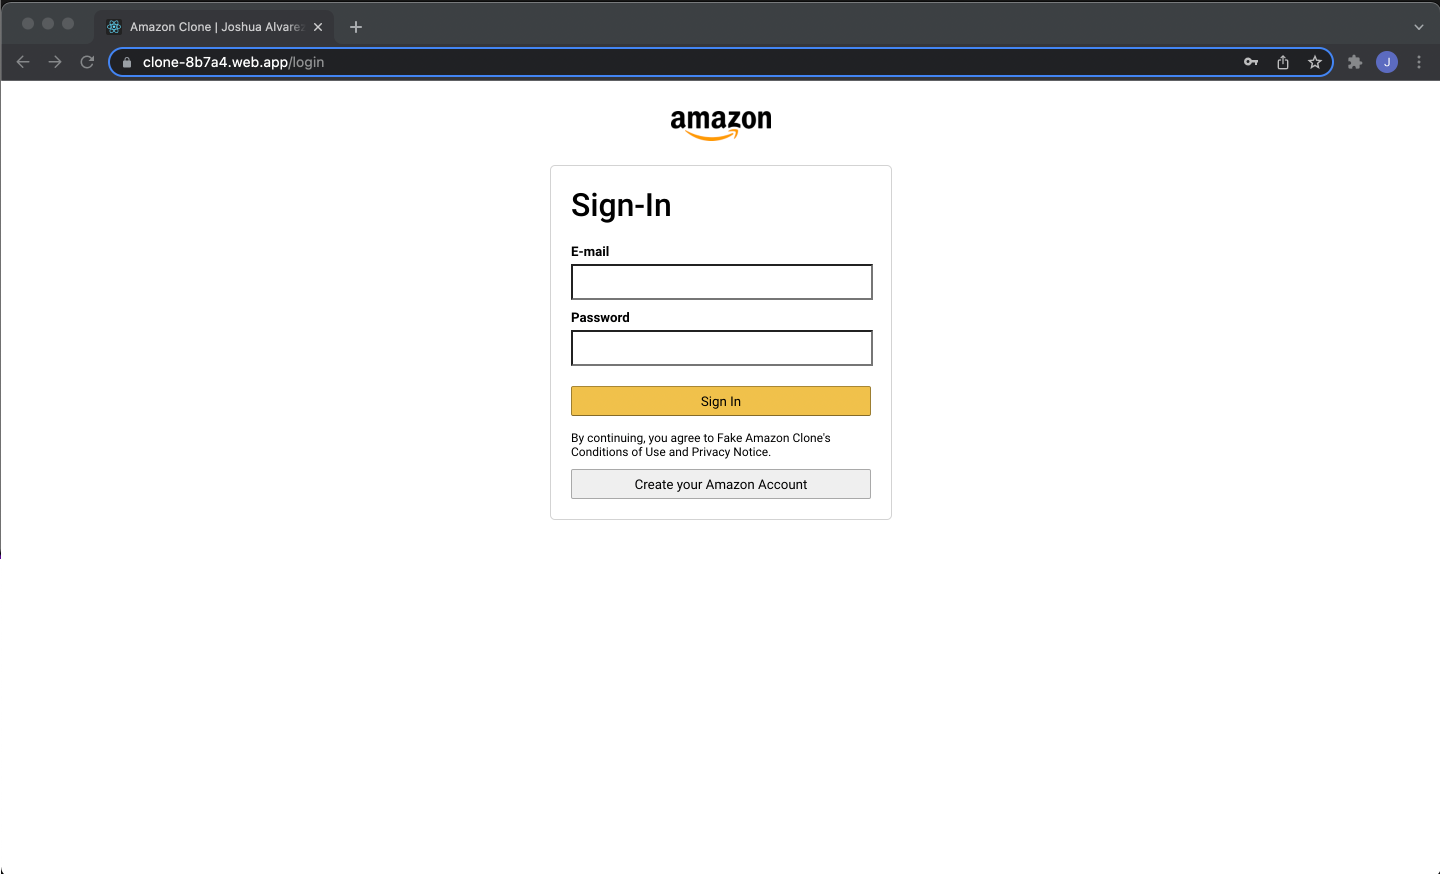 Amazon Clone | Joshua Alvarez
clone-8b7a4.web.app/login
J
amazon
Sign-In
E-mail
Password
Sign In
By continuing, you agree to Fake Amazon Clone's
Conditions of Use and Privacy Notice.
Create your Amazon Account